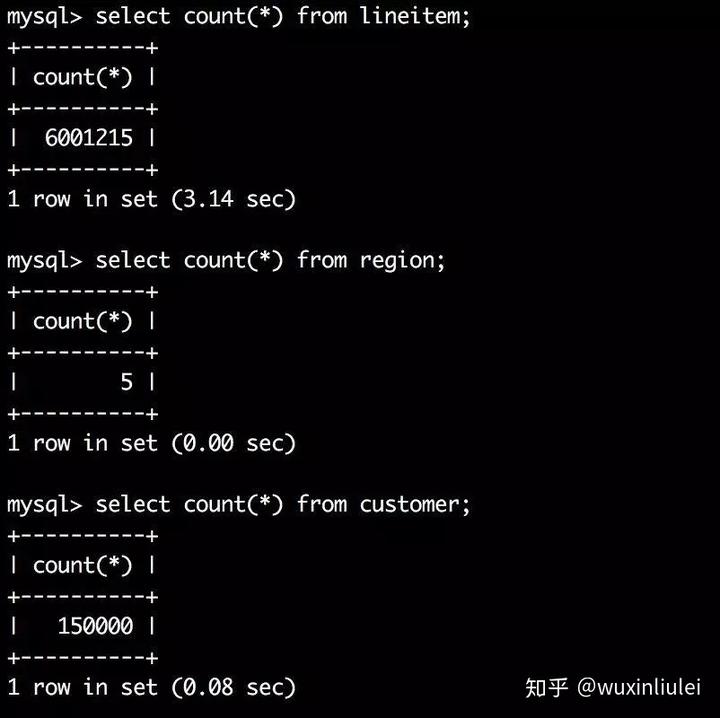 mysql> select count(*) from lineitem;
+----------+
| count(*) |
+----------+
|  6001215 |
+----------+
1 row in set (3.14 sec)

mysql> select count(*) from region;
+----------+
| count(*) |
+----------+
|        5 |
+----------+
1 row in set (0.00 sec)

mysql> select count(*) from customer;
+----------+
| count(*) |
+----------+
|   150000 |
+----------+
1 row in set (0.08 sec)
知乎 @wuxinliulei